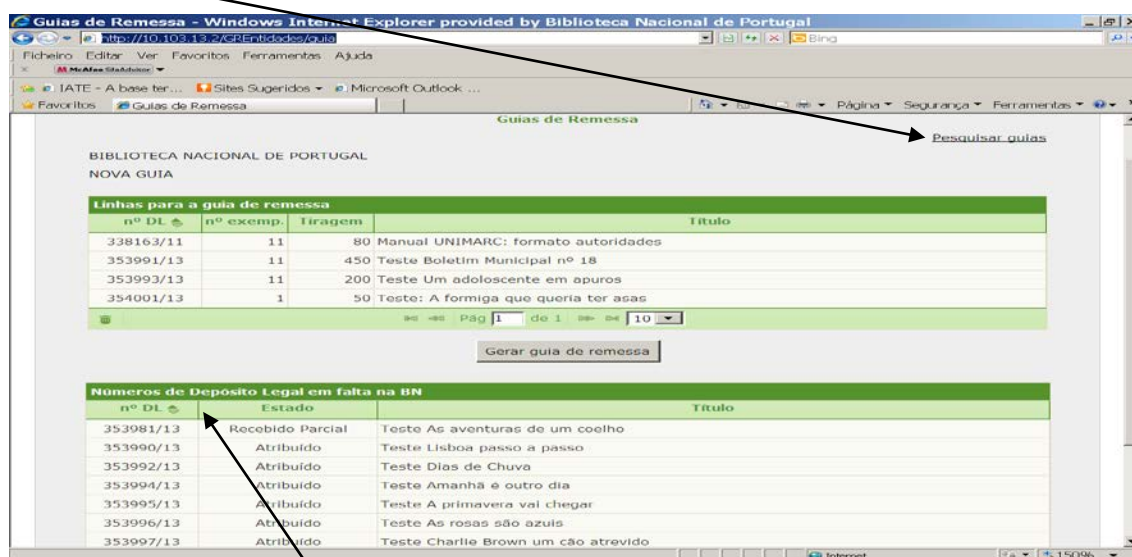 Guias de Remessa - Windows Internet Explorer provided by Biblioteca Nacional de Portugal
http://10.103.13.2/GREntidades/guia Bing
Ficheiro Editar Ver Favoritos Ferramentas Ajuda
McAfee SiteAdvisor
IATE - A base ter... Sites Sugeridos Microsoft Outlook ...
Favoritos Guias de Remessa Página Segurança Ferramentas
Guias de Remessa
Pesquisar guias
BIBLIOTECA NACIONAL DE PORTUGAL
NOVA GUIA
Linhas para a guia de remessa
nº DL nº exemp. Tiragem Título
338163/11 11 80 Manual UNIMARC: formato autoridades
353991/13 11 450 Teste Boletim Municipal nº 18
353993/13 11 200 Teste Um adoloscente em apuros
354001/13 1 50 Teste: A formiga que queria ter asas
Pág 1 de 1 10
Gerar guia de remessa
Números de Depósito Legal em falta na BN
nº DL Estado Título
353981/13 Recebido Parcial Teste As aventuras de um coelho
353990/13 Atribuído Teste Lisboa passo a passo
353992/13 Atribuído Teste Dias de Chuva
353994/13 Atribuído Teste Amanhã é outro dia
353995/13 Atribuído Teste A primavera vai chegar
353996/13 Atribuído Teste As rosas são azuis
353997/13 Atribuído Teste Charlie Brown um cão atrevido
Internet 150%